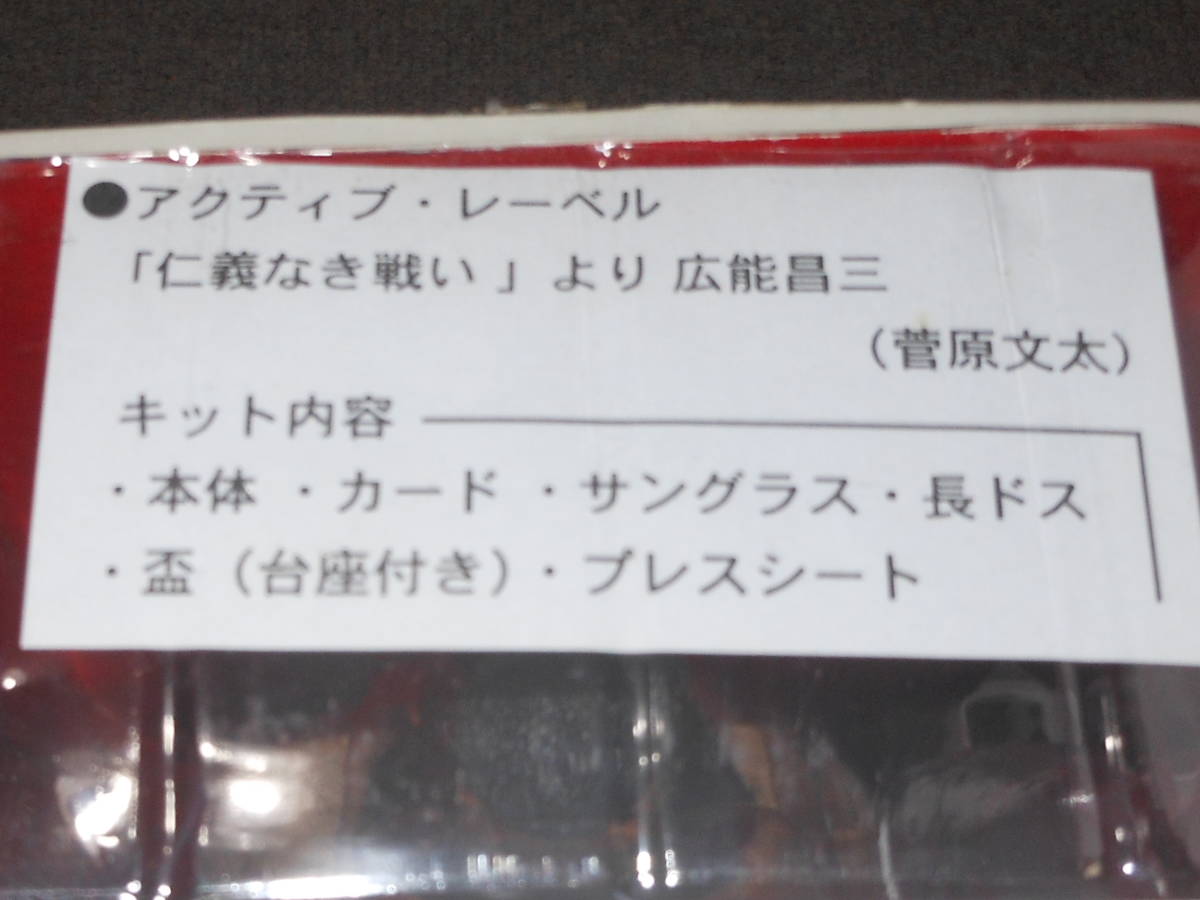 ●アクティブ・レーベル
「仁義なき戦い 」より 広能昌三
（菅原文太）
キット内容
・本体 ・カード ・サングラス・長ドス
・盃（台座付き）・プレスシート